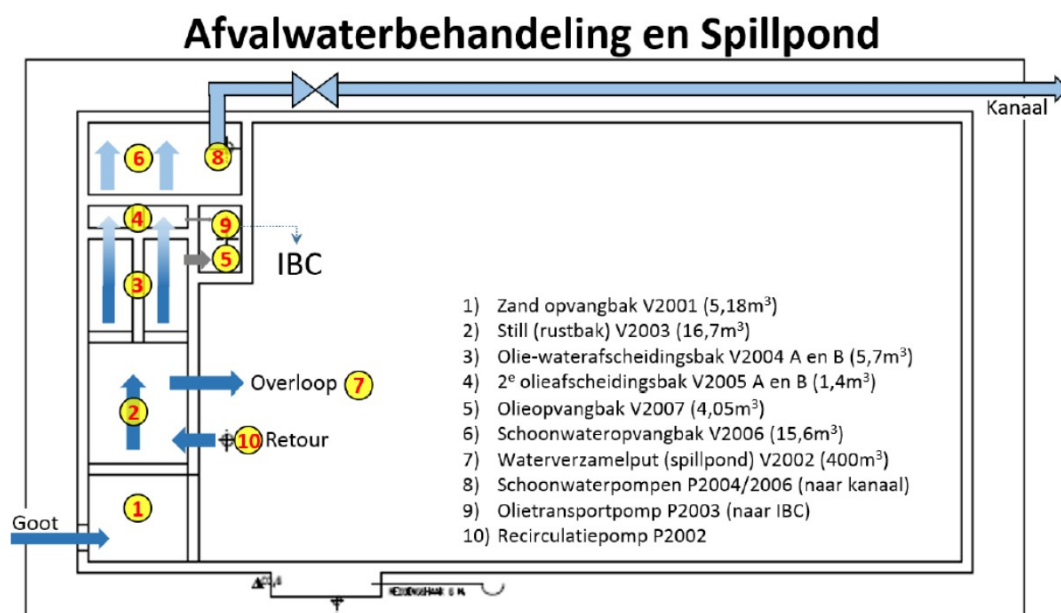 Afvalwaterbehandeling en Spillpond
Kanaal
6
8
4
9
5
IBC
3
1) Zand opvangbak V2001 (5,18m³)
2) Still (rustbak) V2003 (16,7m³)
3) Olie-waterafscheidingsbak V2004 A en B (5,7m³)
4) 2ᵉ olieafscheidingsbak V2005 A en B (1,4m³)
5) Olieopvangbak V2007 (4,05m³)
6) Schoonwateropvangbak V2006 (15,6m³)
7) Waterverzamelput (spillpond) V2002 (400m³)
8) Schoonwaterpompen P2004/2006 (naar kanaal)
9) Olietransportpomp P2003 (naar IBC)
10) Recirculatiepomp P2002
Overloop 7
2
10 Retour
1
Goot